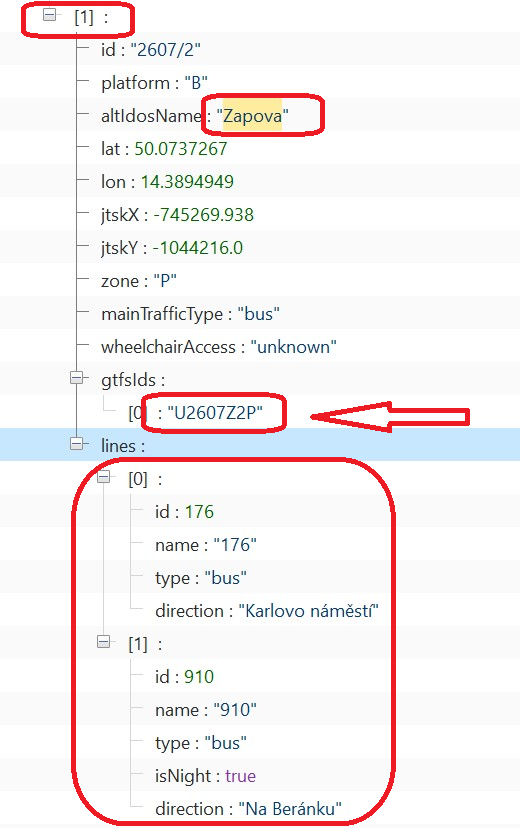 [1] :
id : "2607/2"
platform : "B"
altIdosName : "Zapova"
lat : 50.0737267
lon : 14.3894949
jtskX : -745269.938
jtskY : -1044216.0
zone : "P"
mainTrafficType : "bus"
wheelchairAccess : "unknown"
gtfsIds :
[0] : "U2607Z2P"
lines :
[0] :
id : 176
name : "176"
type : "bus"
direction : "Karlovo náměstí"
[1] :
id : 910
name : "910"
type : "bus"
isNight : true
direction : "Na Beránku"